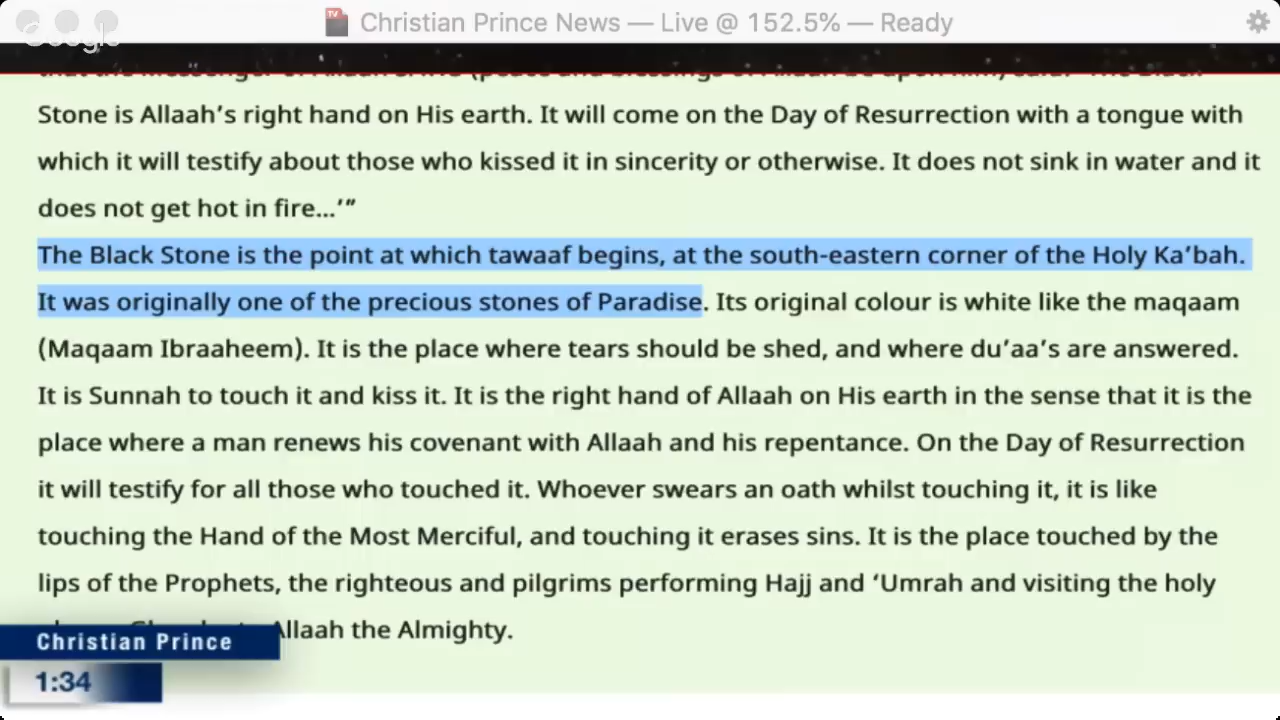 Christian Prince News — Live @ 152.5% — Ready
Google
Stone is Allaah’s right hand on His earth. It will come on the Day of Resurrection with a tongue with
which it will testify about those who kissed it in sincerity or otherwise. It does not sink in water and it
does not get hot in fire…’”
The Black Stone is the point at which tawaaf begins, at the south-eastern corner of the Holy Ka’bah.
It was originally one of the precious stones of Paradise. Its original colour is white like the maqaam
(Maqaam Ibraaheem). It is the place where tears should be shed, and where du’aa’s are answered.
It is Sunnah to touch it and kiss it. It is the right hand of Allaah on His earth in the sense that it is the
place where a man renews his covenant with Allaah and his repentance. On the Day of Resurrection
it will testify for all those who touched it. Whoever swears an oath whilst touching it, it is like
touching the Hand of the Most Merciful, and touching it erases sins. It is the place touched by the
lips of the Prophets, the righteous and pilgrims performing Hajj and ‘Umrah and visiting the holy
Allaah the Almighty.
Christian Prince
1:34